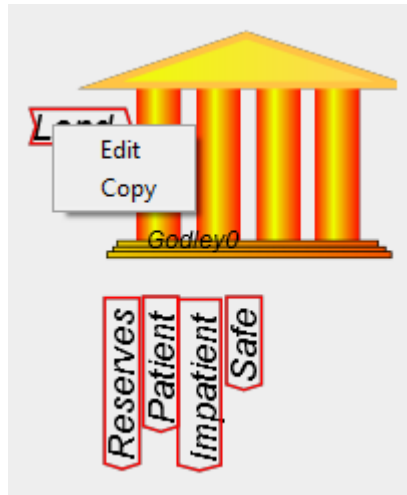 Edit
Copy
Godley0
Reserves
Patient
Impatient
Safe